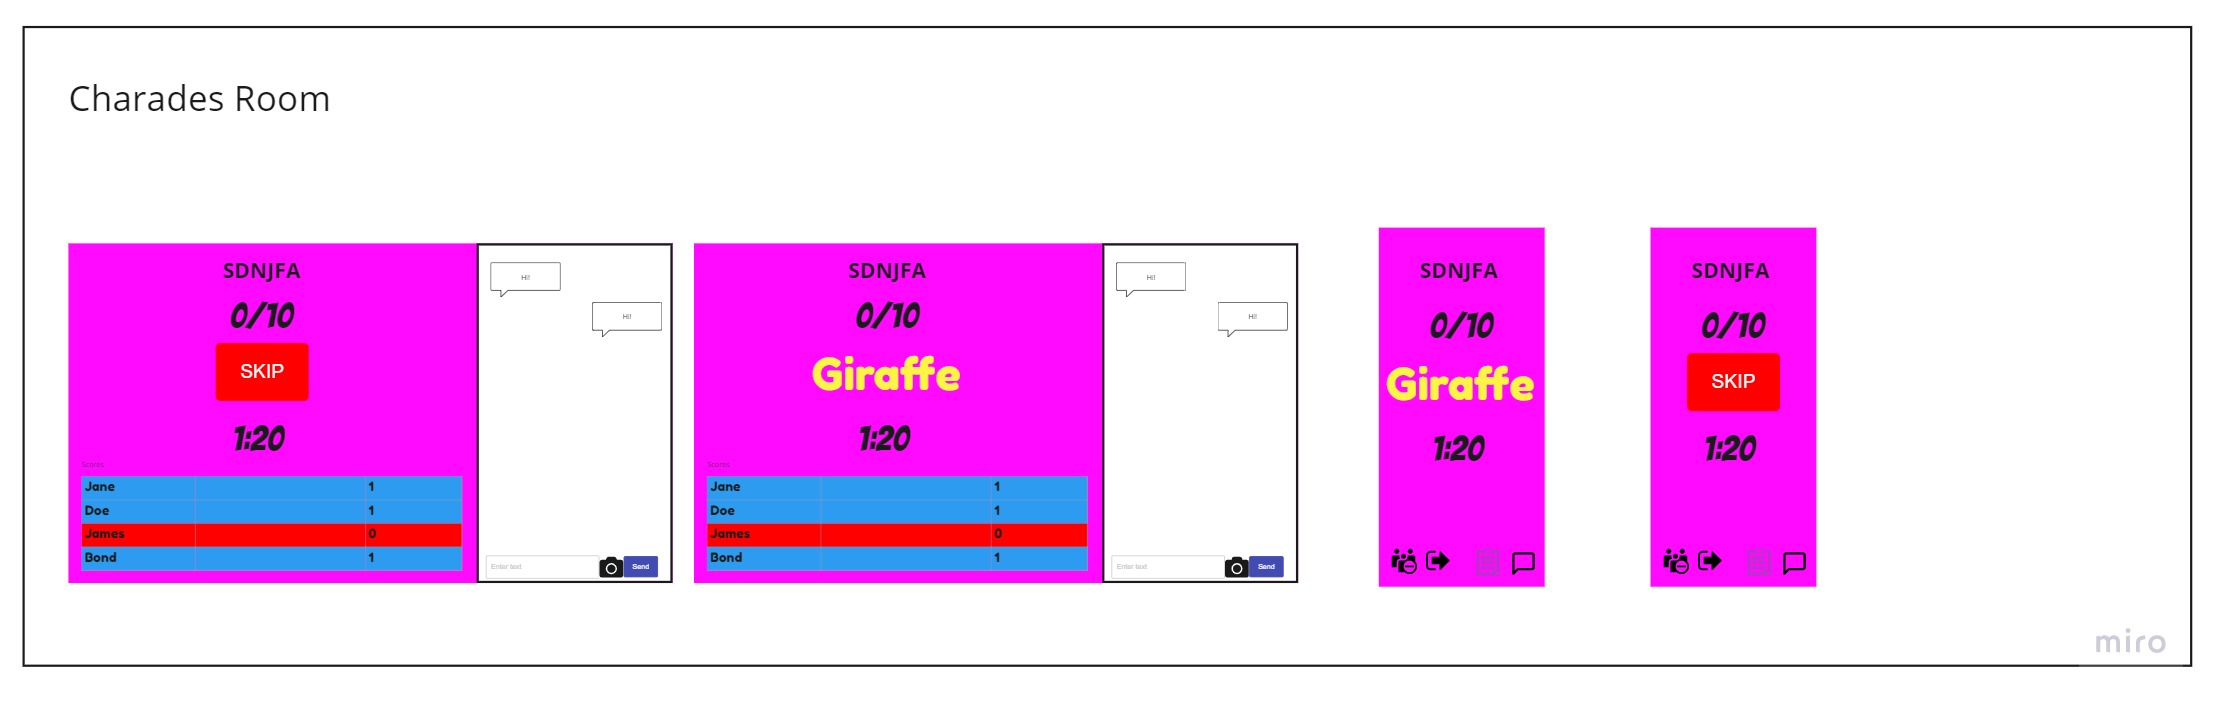 Charades Room
SDNJFA
0/10
SKIP
1:20
Scores
Jane 1
Doe 1
James 0
Bond 1
Hi!
Hi!
Enter text
Send
SDNJFA
0/10
Giraffe
1:20
Scores
Jane 1
Doe 1
James 0
Bond 1
Hi!
Hi!
Enter text
Send
SDNJFA
0/10
Giraffe
1:20
SDNJFA
0/10
SKIP
1:20
miro